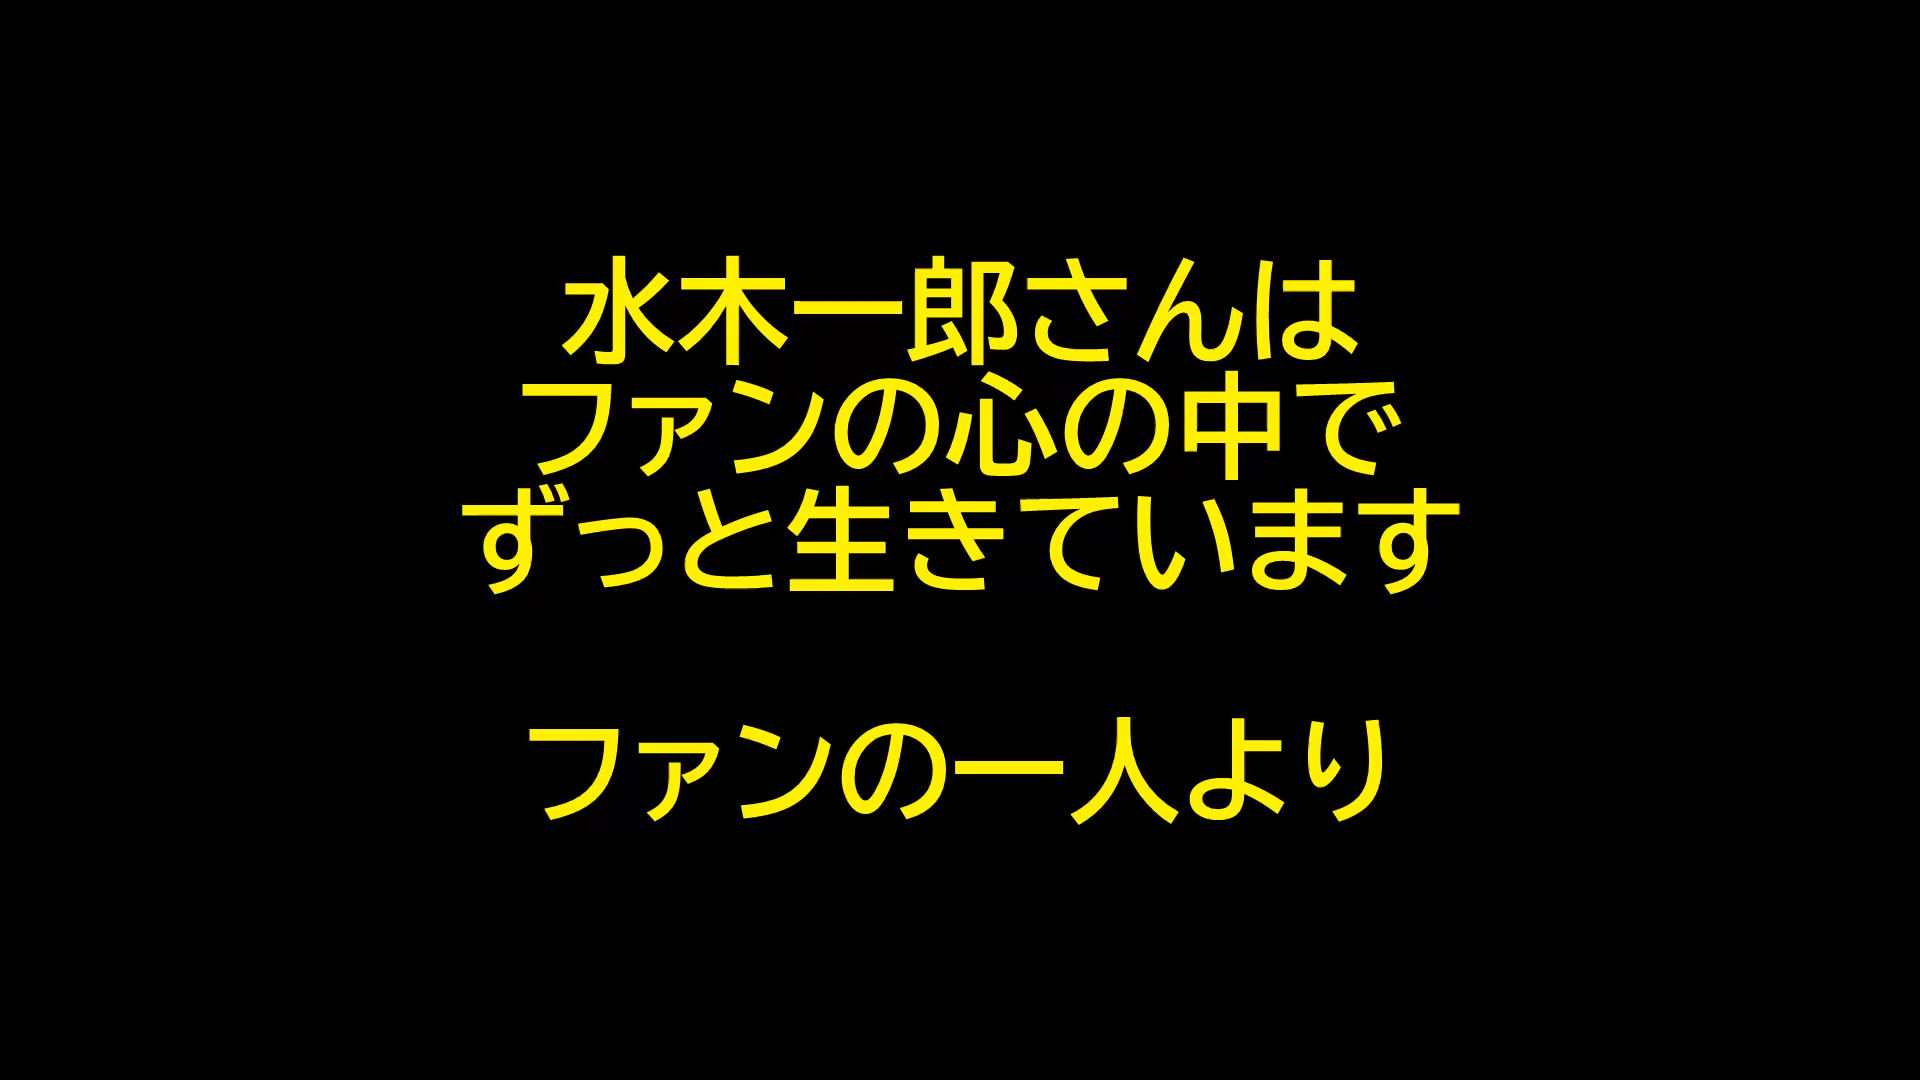 水木一郎さんは
ファンの心の中で
ずっと生きています
ファンの一人より